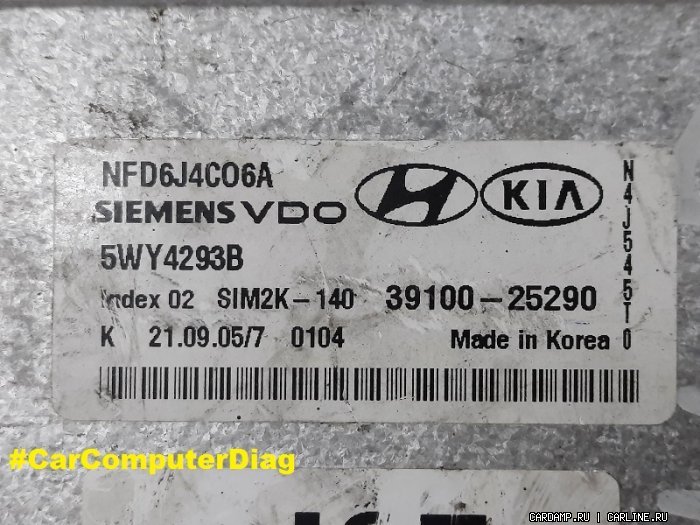 NFD6J4C06A
SIEMENS VDO
KIA
5WY4293B
Index 02 SIM2K-140 39100-25290
K 21.09.05/7 0104 Made in Korea
N4J545T0
#CarComputerDiag
CARDAMP.RU | CARLINE.RU